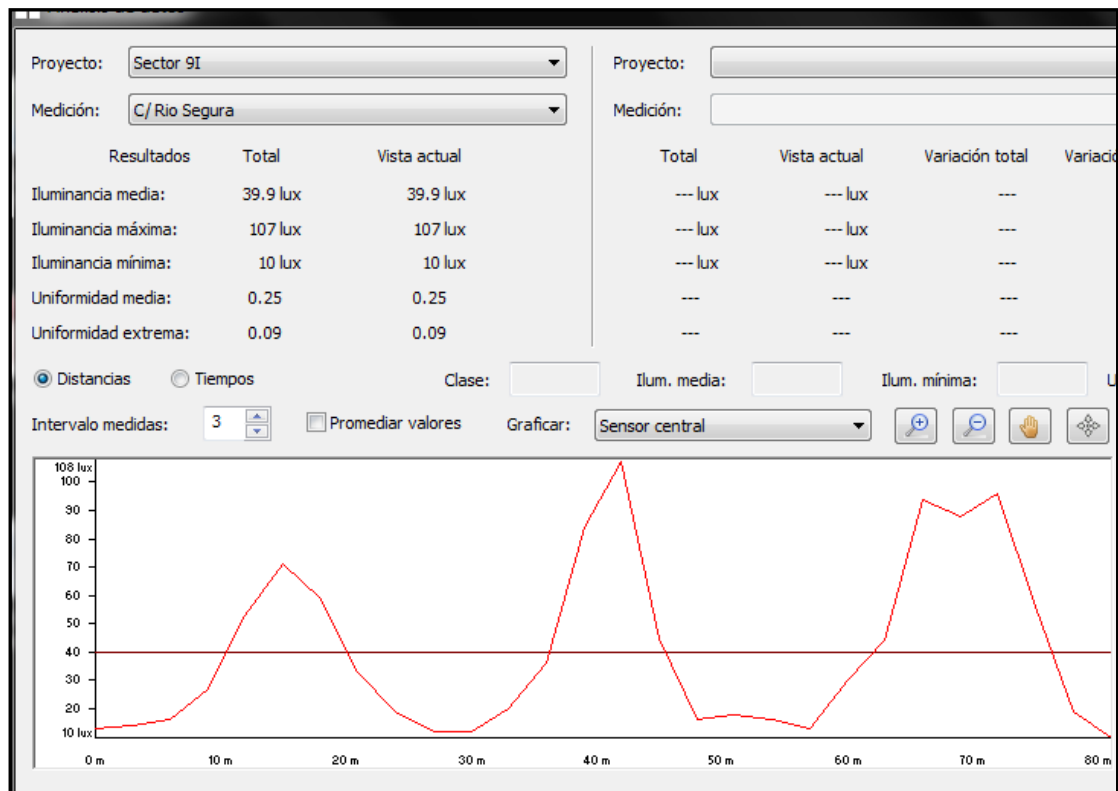 Análisis de datos
Proyecto: Sector 9I Proyecto:
Medición: C/ Rio Segura Medición:
Resultados Total Vista actual Total Vista actual Variación total Variació
Iluminancia media: 39.9 lux 39.9 lux --- lux --- lux ---
Iluminancia máxima: 107 lux 107 lux --- lux --- lux ---
Iluminancia mínima: 10 lux 10 lux --- lux --- lux ---
Uniformidad media: 0.25 0.25 --- --- ---
Uniformidad extrema: 0.09 0.09 --- --- ---
Distancias Tiempos Clase: Ilum. media: Ilum. mínima: U
Intervalo medidas: 3 Promediar valores Graficar: Sensor central
108 lux
100
90
80
70
60
50
40
30
20
10 lux
0 m 10 m 20 m 30 m 40 m 50 m 60 m 70 m 80 m